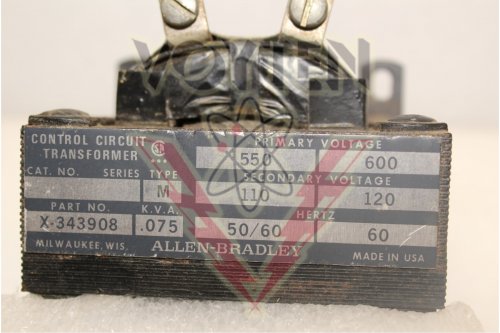 VOYTEN
CONTROL CIRCUIT
TRANSFORMER
PRIMARY VOLTAGE
550 600
CAT. NO. SERIES TYPE
M
SECONDARY VOLTAGE
110 120
PART NO. K.V.A. HERTZ
X-343908 .075 50/60 60
MILWAUKEE, WIS. ALLEN-BRADLEY MADE IN USA